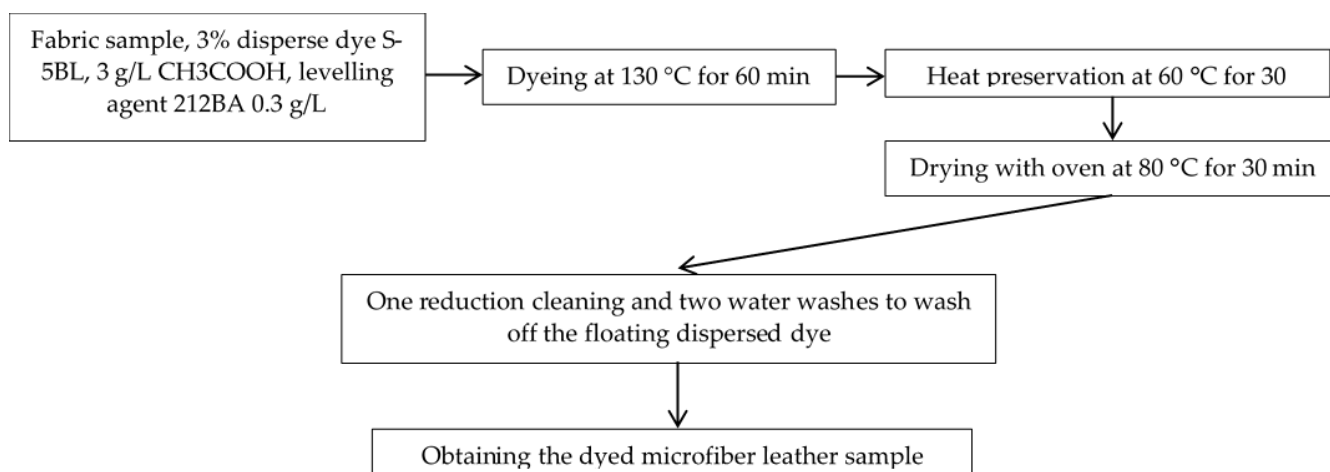 Fabric sample, 3% disperse dye S-
5BL, 3 g/L CH3COOH, levelling
agent 212BA 0.3 g/L
Dyeing at 130 °C for 60 min
Heat preservation at 60 °C for 30
Drying with oven at 80 °C for 30 min
One reduction cleaning and two water washes to wash
off the floating dispersed dye
Obtaining the dyed microfiber leather sample